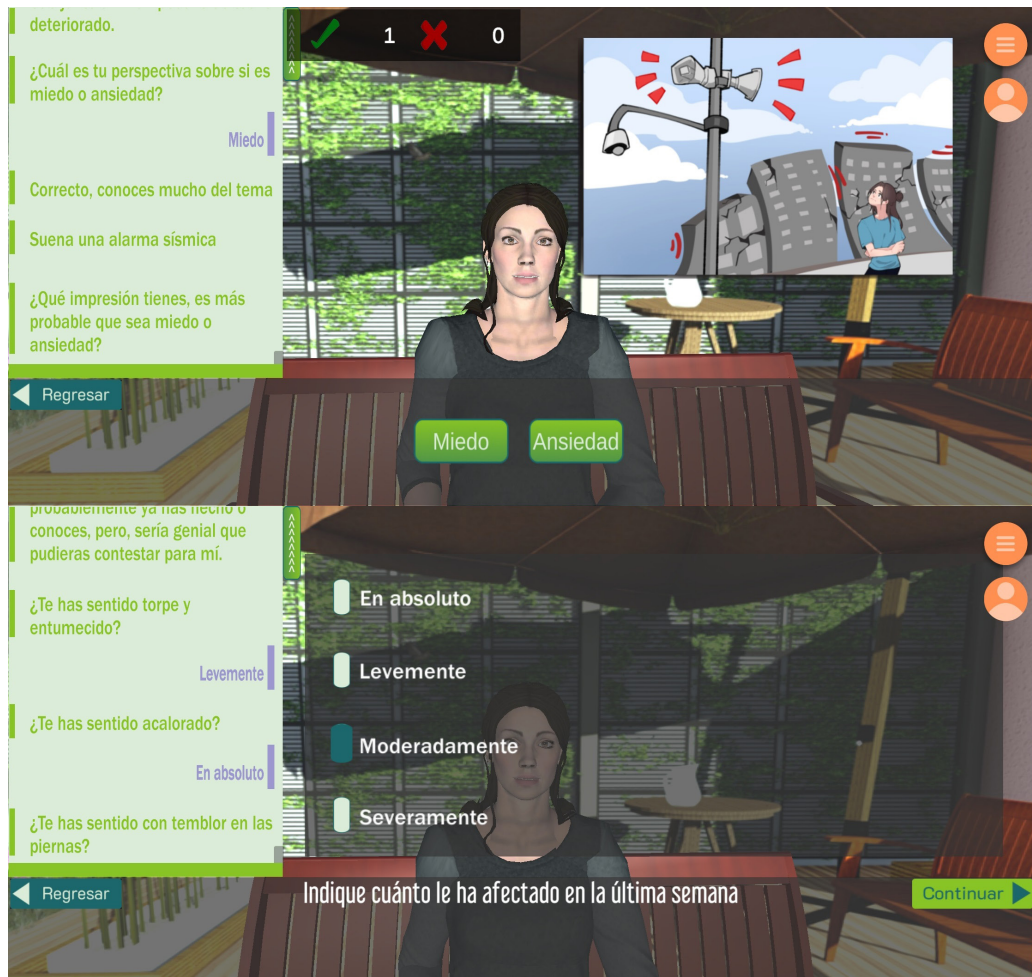 deteriorado.
¿Cuál es tu perspectiva sobre si es
miedo o ansiedad?
Miedo
Correcto, conoces mucho del tema
Suena una alarma sísmica
¿Qué impresión tienes, es más
probable que sea miedo o
ansiedad?
1
0
Regresar
Miedo
Ansiedad
probablemente ya has hecho o
conoces, pero, sería genial que
pudieras contestar para mí.
¿Te has sentido torpe y
entumecido?
Levemente
¿Te has sentido acalorado?
En absoluto
¿Te has sentido con temblor en las
piernas?
En absoluto
Levemente
Moderadamente
Severamente
Regresar
Indique cuánto le ha afectado en la última semana
Continuar